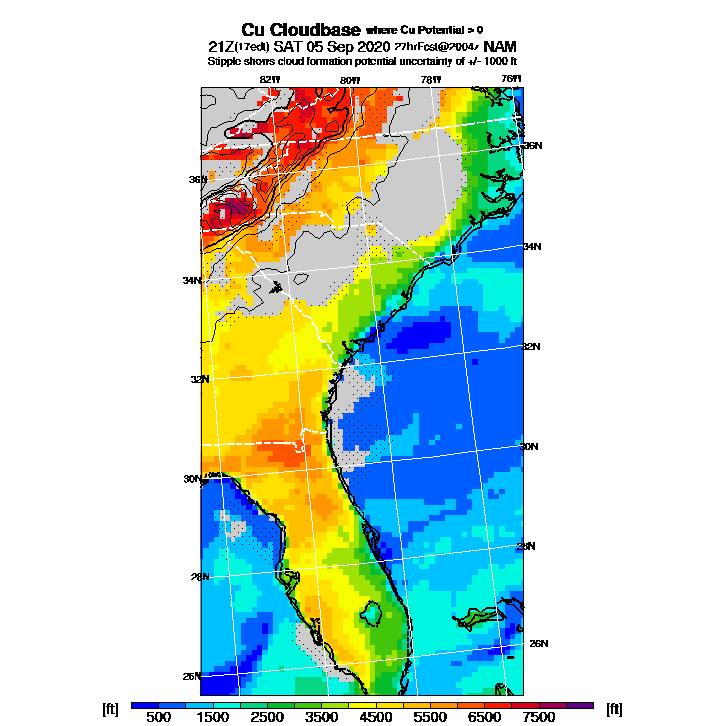 Cu Cloudbase where Cu Potential > 0
21Z(17edt) SAT 05 Sep 2020 27hrFcst@2004z NAM
Stipple shows cloud formation potential uncertainty of +/- 1000 ft
82W 80W 78W 76W
36N
36N
34N
34N
32N
32N
30N
30N
28N
28N
26N
26N
[ft] 500 1500 2500 3500 4500 5500 6500 7500 [ft]